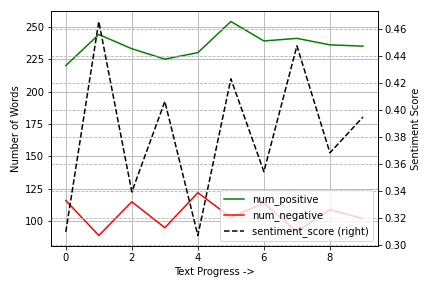 250
225
200
175
150
125
100
Number of Words
0.46
0.44
0.42
0.40
0.38
0.36
0.34
0.32
0.30
Sentiment Score
num_positive
num_negative
sentiment_score (right)
0 2 4 6 8
Text Progress ->